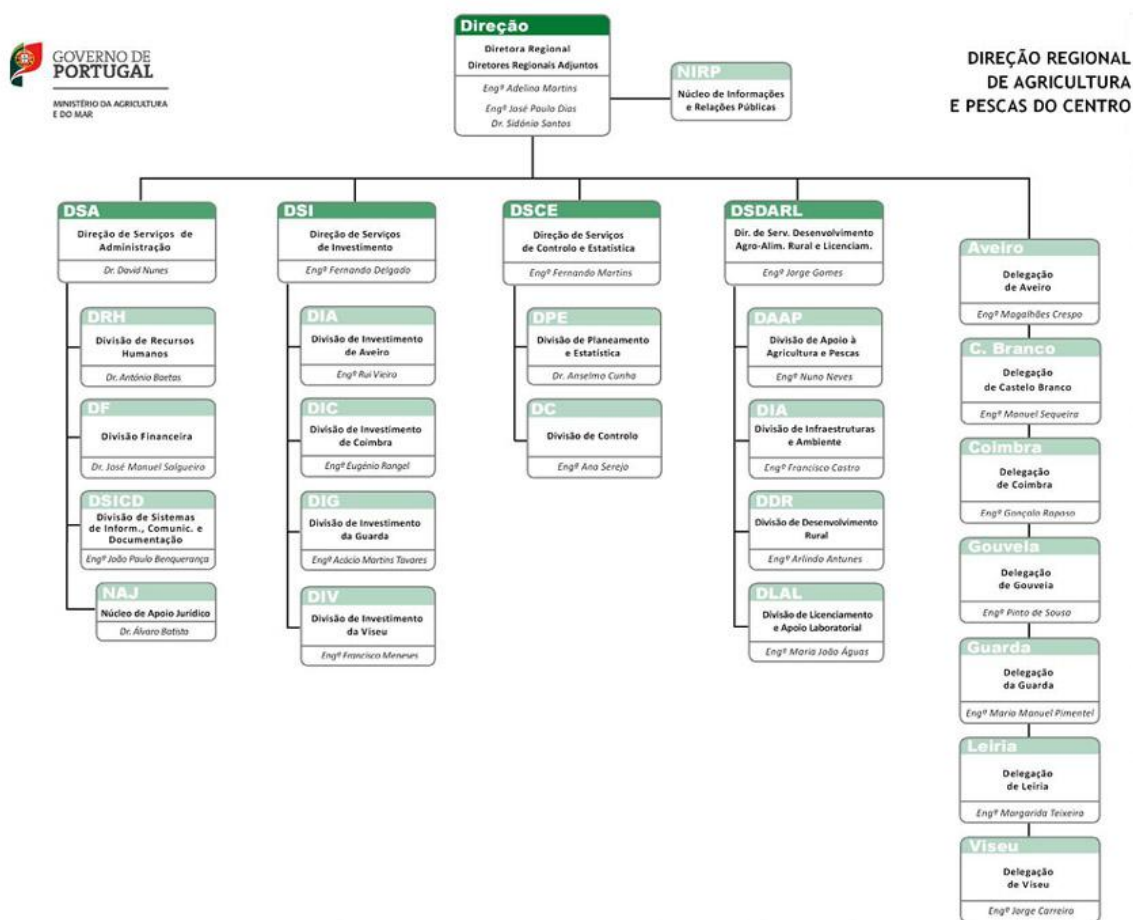 GOVERNO DE
PORTUGAL
MINISTÉRIO DA AGRICULTURA
E DO MAR
DIREÇÃO REGIONAL
DE AGRICULTURA
E PESCAS DO CENTRO
Direção
Diretora Regional
Diretores Regionais Adjuntos
Engª Adelina Martins
Engº José Paulo Dias
Dr. Sidónio Santos
NIRP
Núcleo de Informações
e Relações Públicas
DSA
Direção de Serviços de
Administração
Dr. David Nunes
DRH
Divisão de Recursos
Humanos
Dr. António Baetas
DF
Divisão Financeira
Dr. José Manuel Salgueiro
DSICD
Divisão de Sistemas
de Inform., Comunic. e
Documentação
Engº João Paulo Benquerança
NAJ
Núcleo de Apoio Jurídico
Dr. Álvaro Batista
DSI
Direção de Serviços
de Investimento
Engº Fernando Delgado
DIA
Divisão de Investimento
de Aveiro
Engº Rui Vieira
DIC
Divisão de Investimento
de Coimbra
Engº Eugénio Rangel
DIG
Divisão de Investimento
da Guarda
Engº Acácio Martins Tavares
DIV
Divisão de Investimento
da Viseu
Engº Francisco Meneses
DSCE
Direção de Serviços
de Controlo e Estatística
Engº Fernando Martins
DPE
Divisão de Planeamento
e Estatística
Dr. Anselmo Cunha
DC
Divisão de Controlo
Engª Ana Serejo
DSDARL
Dir. de Serv. Desenvolvimento
Agro-Alim. Rural e Licenciam.
Engº Jorge Gomes
DAAP
Divisão de Apoio à
Agricultura e Pescas
Engº Nuno Neves
DIA
Divisão de Infraestruturas
e Ambiente
Engº Francisco Castro
DDR
Divisão de Desenvolvimento
Rural
Engº Arlindo Antunes
DLAL
Divisão de Licenciamento
e Apoio Laboratorial
Engª Maria João Águas
Aveiro
Delegação
de Aveiro
Engº Magalhães Crespo
C. Branco
Delegação
de Castelo Branco
Engº Manuel Sequeira
Coimbra
Delegação
de Coimbra
Engº Gonçalo Raposo
Gouveia
Delegação
de Gouveia
Engº Pinto de Sousa
Guarda
Delegação
da Guarda
Engº Mario Manuel Pimentel
Leiria
Delegação
de Leiria
Engª Margarida Teixeira
Viseu
Delegação
de Viseu
Engº Jorge Carreiro